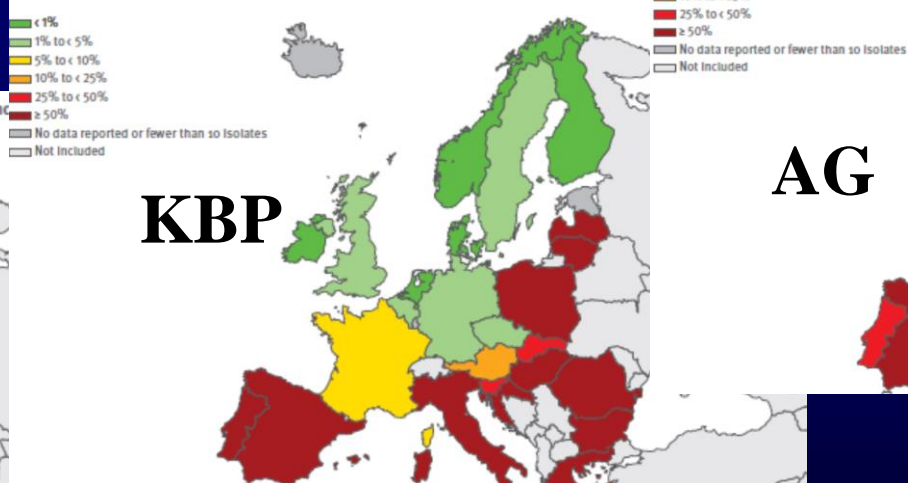 < 1%
1% to < 5%
5% to < 10%
10% to < 25%
25% to < 50%
≥ 50%
No data reported or fewer than 10 isolates
Not included
KBP
25% to < 50%
≥ 50%
No data reported or fewer than 10 isolates
Not included
AG